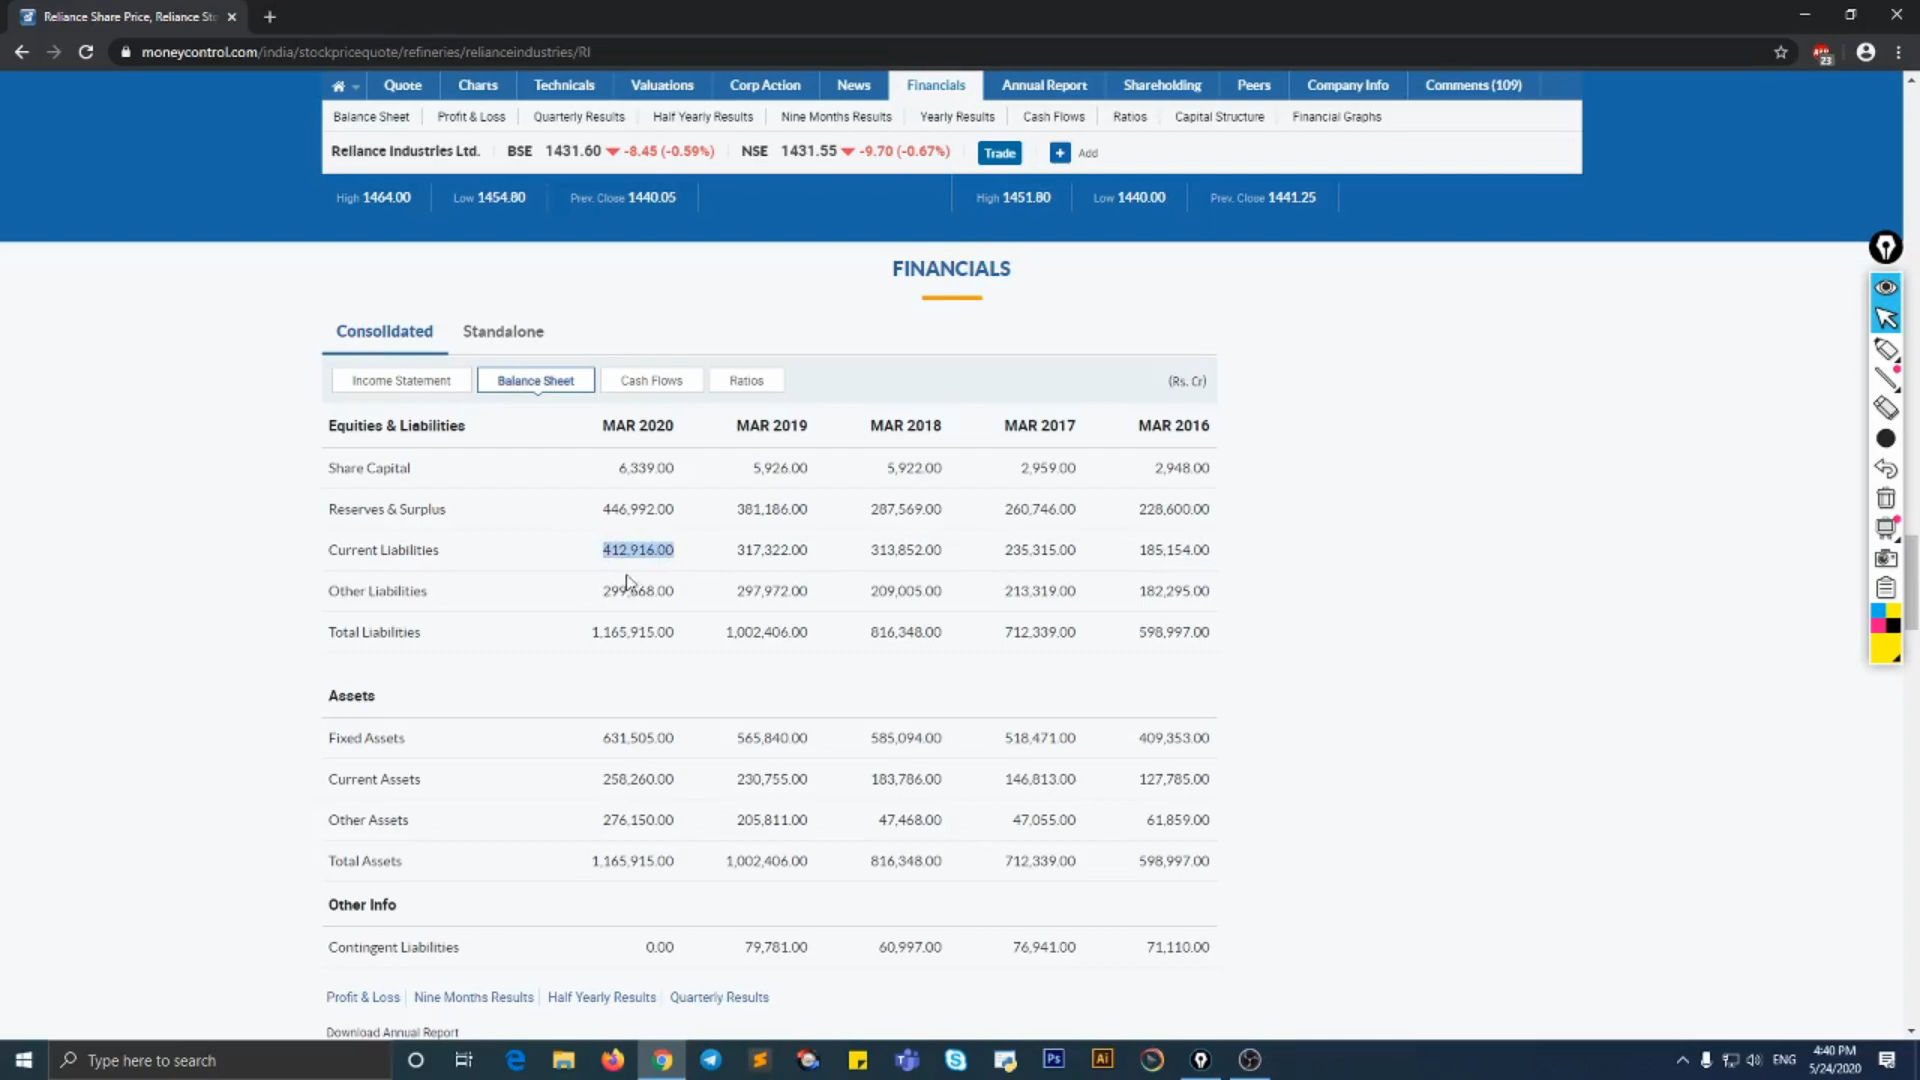 Reliance Share Price, Reliance Sto
moneycontrol.com/india/stockpricequote/refineries/relianceindustries/RI
23
Quote Charts Technicals Valuations Corp Action News Financials Annual Report Shareholding Peers Company Info Comments (109)
Balance Sheet Profit & Loss Quarterly Results Half Yearly Results Nine Months Results Yearly Results Cash Flows Ratios Capital Structure Financial Graphs
Reliance Industries Ltd. BSE 1431.60 -8.45 (-0.59%) NSE 1431.55 -9.70 (-0.67%) Trade + Add
High 1464.00 Low 1454.80 Prev. Close 1440.05 High 1451.80 Low 1440.00 Prev. Close 1441.25
FINANCIALS
Consolidated Standalone
Income Statement Balance Sheet Cash Flows Ratios (Rs. Cr)
Equities & Liabilities MAR 2020 MAR 2019 MAR 2018 MAR 2017 MAR 2016
Share Capital 6,339.00 5,926.00 5,922.00 2,959.00 2,948.00
Reserves & Surplus 446,992.00 381,186.00 287,569.00 260,746.00 228,600.00
Current Liabilities 412,916.00 317,322.00 313,852.00 235,315.00 185,154.00
Other Liabilities 299,668.00 297,972.00 209,005.00 213,319.00 182,295.00
Total Liabilities 1,165,915.00 1,002,406.00 816,348.00 712,339.00 598,997.00
Assets
Fixed Assets 631,505.00 565,840.00 585,094.00 518,471.00 409,353.00
Current Assets 258,260.00 230,755.00 183,786.00 146,813.00 127,785.00
Other Assets 276,150.00 205,811.00 47,468.00 47,055.00 61,859.00
Total Assets 1,165,915.00 1,002,406.00 816,348.00 712,339.00 598,997.00
Other Info
Contingent Liabilities 0.00 79,781.00 60,997.00 76,941.00 71,110.00
Profit & Loss Nine Months Results Half Yearly Results Quarterly Results
Download Annual Report
Type here to search Ps Ai ENG 4:40 PM
5/24/2020